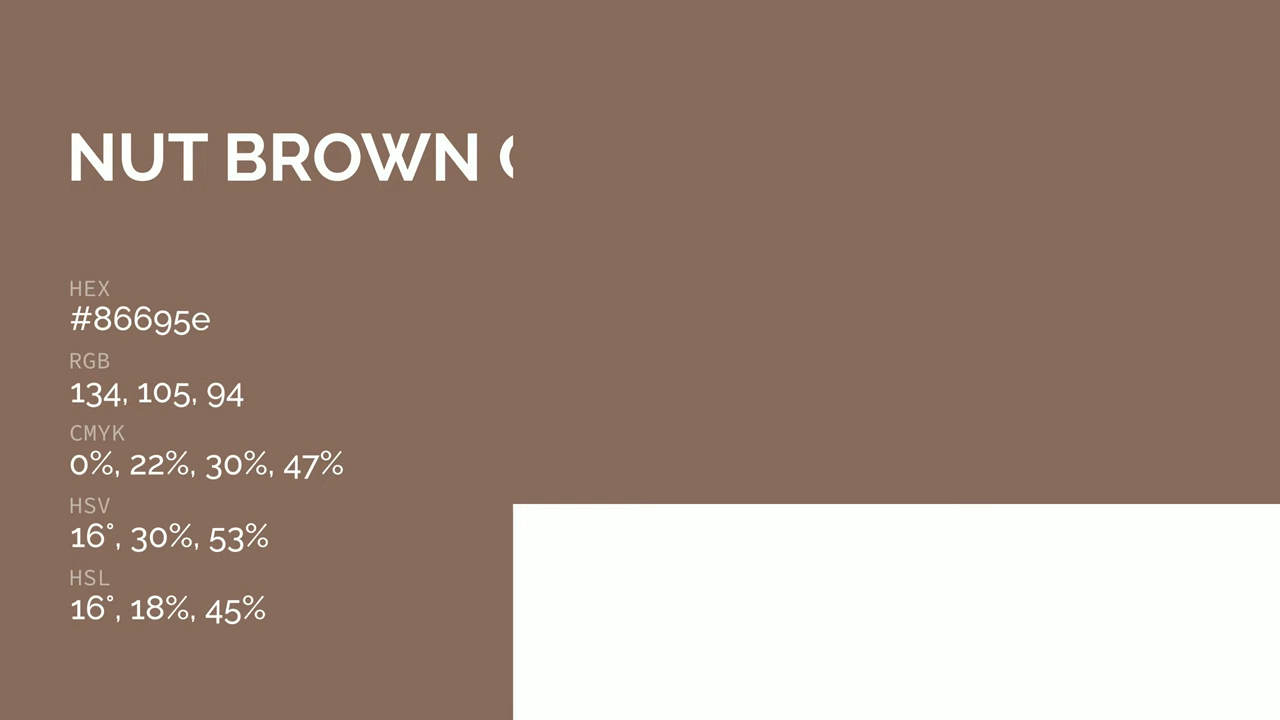 NUT BROWN
HEX
#86695e
RGB
134, 105, 94
CMYK
0%, 22%, 30%, 47%
HSV
16°, 30%, 53%
HSL
16°, 18%, 45%